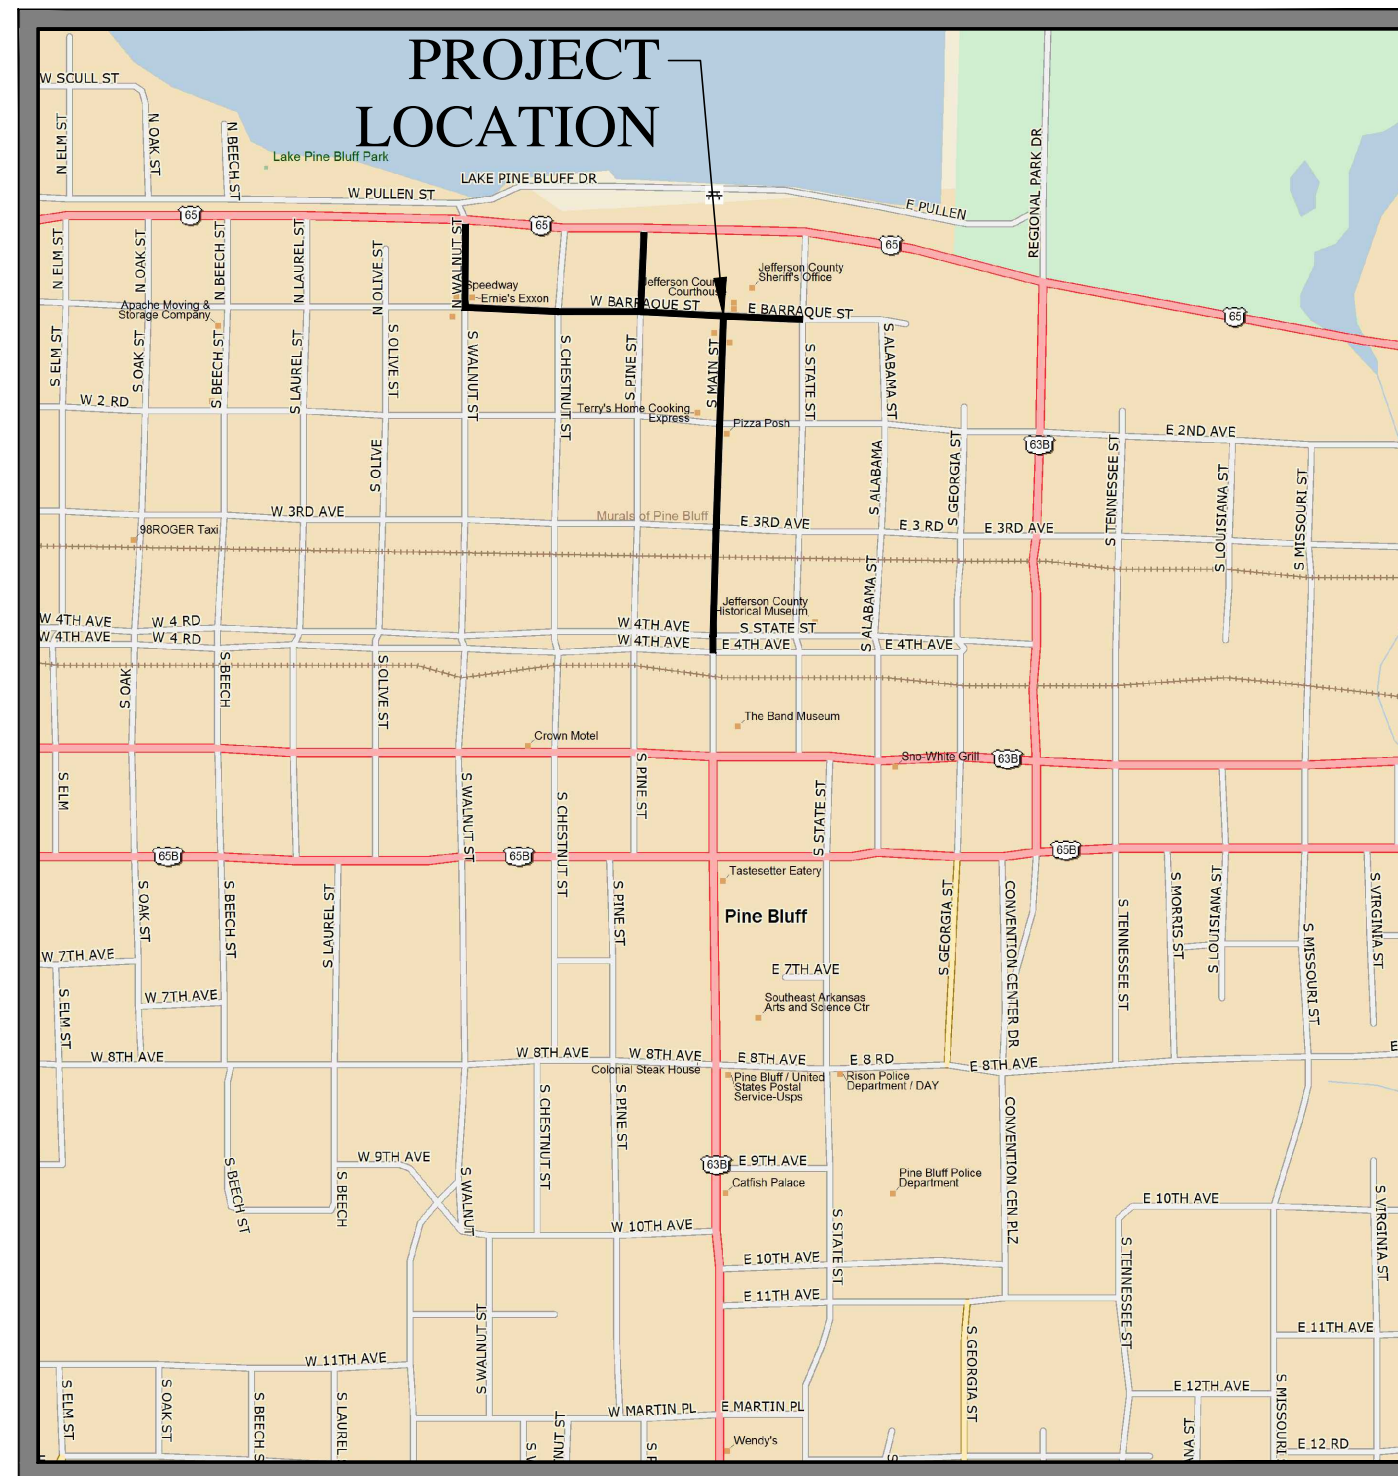 PROJECT
LOCATION
W SCULL ST
N ELM ST
N OAK ST
N BEECH ST
Lake Pine Bluff Park
W PULLEN ST
LAKE PINE BLUFF DR
E PULLEN
REGIONAL PARK DR
65
65
65
65
N ELM ST
N OAK ST
N BEECH ST
N LAUREL ST
N OLIVE ST
N WALNUT ST
Speedway
Ernie's Exxon
Jefferson County
Courthouse
Jefferson County
Sheriff's Office
Apache Moving &
Storage Company
W BARRAQUE ST
E BARRAQUE ST
S ELM ST
S OAK ST
S BEECH ST
S LAUREL ST
S OLIVE ST
S WALNUT ST
S CHESTNUT ST
S PINE ST
S MAIN ST
S STATE ST
S ALABAMA ST
W 2 RD
Terry's Home Cooking
Express
Pizza Posh
E 2ND AVE
63B
S OLIVE
S ALABAMA
S GEORGIA ST
S TENNESSEE ST
S LOUISIANA ST
S MISSOURI ST
W 3RD AVE
Murals of Pine Bluff
E 3RD AVE
E 3 RD
E 3RD AVE
98ROGER Taxi
S ALABAMA ST
Jefferson County
Historical Museum
W 4TH AVE
W 4 RD
W 4TH AVE
S STATE ST
W 4TH AVE
W 4 RD
W 4TH AVE
E 4TH AVE
E 4TH AVE
S OAK
S BEECH
S OLIVE ST
The Band Museum
Crown Motel
Sno-White Grill
63B
S ELM
S WALNUT ST
S CHESTNUT ST
S PINE ST
S STATE ST
65B
65B
65B
Tastesetter Eatery
Pine Bluff
S OAK ST
S BEECH ST
S LAUREL ST
S PINE ST
S GEORGIA ST
CONVENTION CENTER DR
S TENNESSEE ST
S MORRIS ST
S LOUISIANA ST
S MISSOURI ST
S VIRGINIA ST
W 7TH AVE
E 7TH AVE
S ELM ST
W 7TH AVE
Southeast Arkansas
Arts and Science Ctr
W 8TH AVE
W 8TH AVE
W 8TH AVE
E 8TH AVE
E 8 RD
E 8TH AVE
E
Colonial Steak House
Pine Bluff / United
States Postal
Service-Usps
Rison Police
Department / DAY
S CHESTNUT ST
S PINE ST
CONVENTION CEN PLZ
W 9TH AVE
63B
E 9TH AVE
S BEECH ST
S BEECH
S WALNUT
Catfish Palace
Pine Bluff Police
Department
E 10TH AVE
S VIRGINIA ST
W 10TH AVE
S STATE ST
E 10TH AVE
S TENNESSEE ST
E 11TH AVE
S WALNUT ST
S GEORGIA ST
E 11TH AVE
W 11TH AVE
S ELM ST
S OAK ST
S BEECH S
S LAUREL
E 12TH AVE
S MISSOURI
W MARTIN PL
E MARTIN PL
NUT ST
Wendy's
ANA ST
E 12 RD